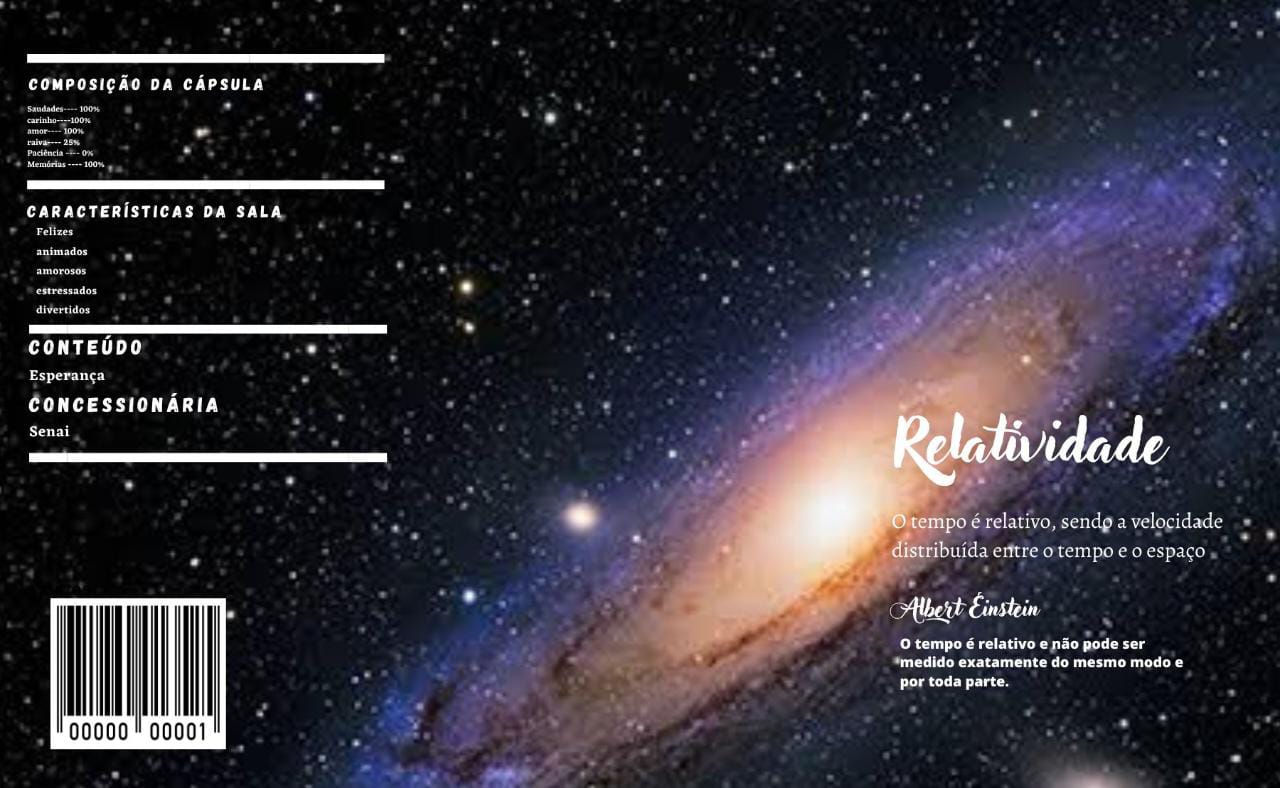 COMPOSIÇÃO DA CÁPSULA
Saudades---- 100%
carinho----100%
amor---- 100%
raiva---- 25%
Paciência ---- 0%
Memórias ---- 100%
CARACTERÍSTICAS DA SALA
Felizes
animados
amorosos
estressados
divertidos
CONTEÚDO
Esperança
CONCESSIONÁRIA
Senai
00000 00001
Relatividade
O tempo é relativo, sendo a velocidade
distribuída entre o tempo e o espaço
Albert Éinstein
O tempo é relativo e não pode ser
medido exatamente do mesmo modo e
por toda parte.